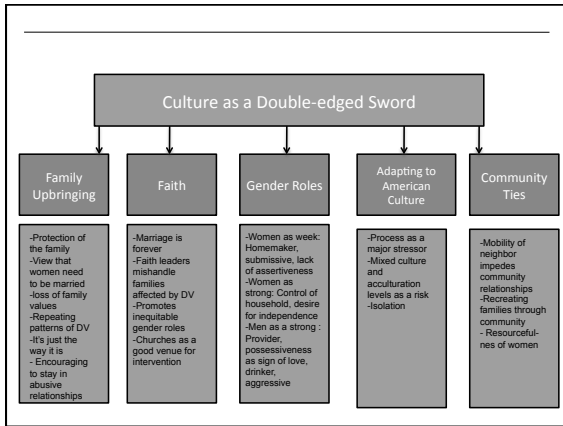 Culture as a Double-edged Sword
Family
Upbringing
-Protection of
the family
-View that
women need
to be married
-loss of family
values
-Repeating
patterns of DV
-It's just the
way it is
- Encouraging
to stay in
abusive
relationships
Faith
-Marriage is
forever
-Faith leaders
mishandle
families
affected by DV
-Promotes
inequitable
gender roles
-Churches as a
good venue for
intervention
Gender Roles
-Women as week:
Homemaker,
submissive, lack
of assertiveness
-Women as
strong: Control of
household, desire
for independence
-Men as a strong :
Provider,
possessiveness
as sign of love,
drinker,
aggressive
Adapting to
American
Culture
-Process as a
major stressor
-Mixed culture
and
acculturation
levels as a risk
-Isolation
Community
Ties
-Mobility of
neighbor
impedes
community
relationships
-Recreating
families through
community
- Resourceful-
nes of women